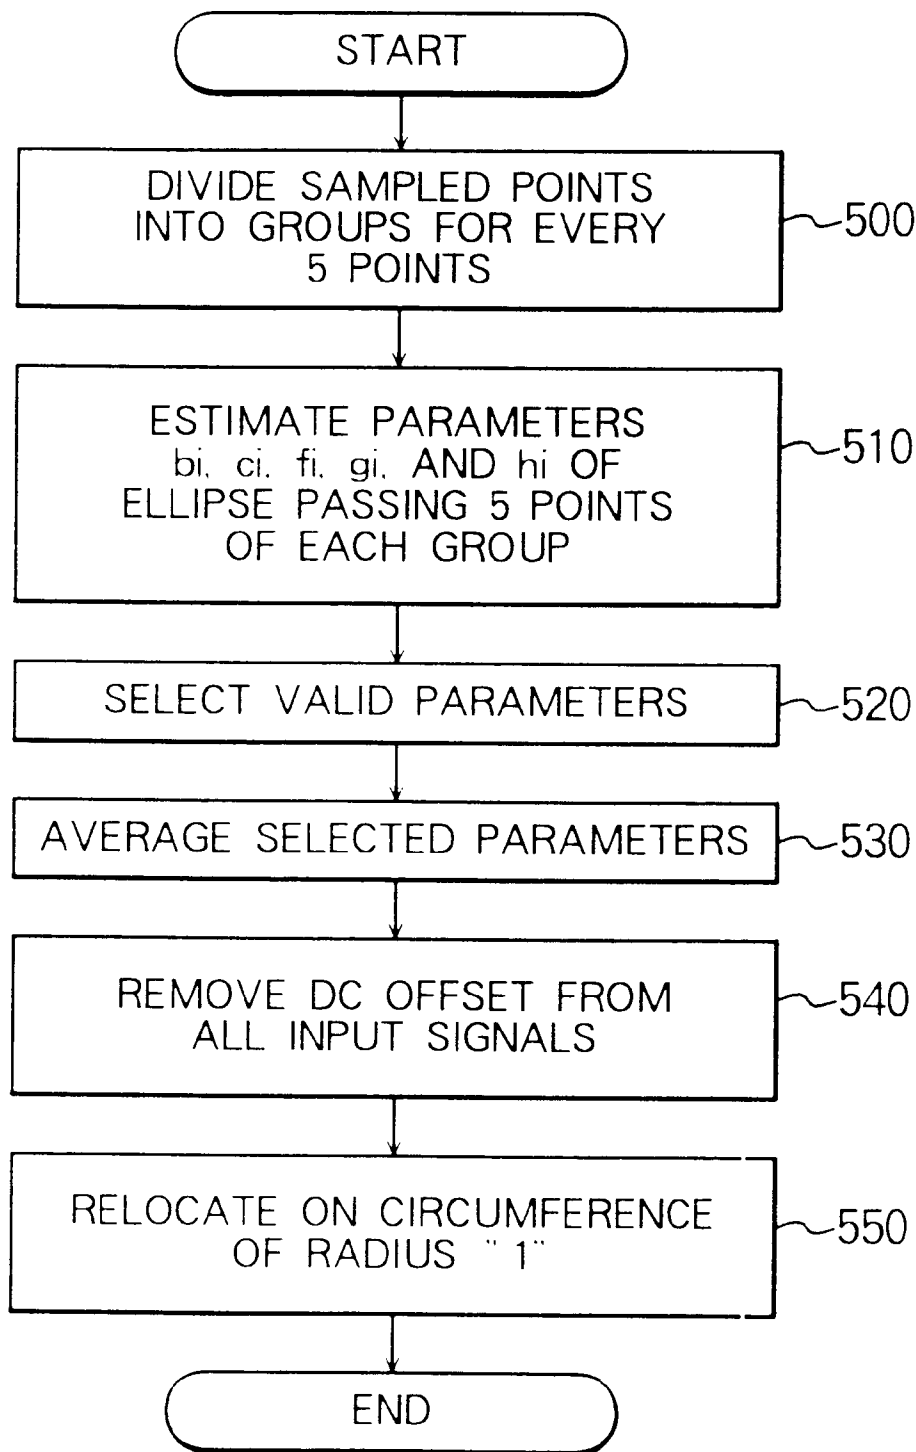 START
DIVIDE SAMPLED POINTS
INTO GROUPS FOR EVERY
5 POINTS
500
ESTIMATE PARAMETERS
bi. ci. fi. gi. AND hi OF
ELLIPSE PASSING 5 POINTS
OF EACH GROUP
510
SELECT VALID PARAMETERS
520
AVERAGE SELECTED PARAMETERS
530
REMOVE DC OFFSET FROM
ALL INPUT SIGNALS
540
RELOCATE ON CIRCUMFERENCE
OF RADIUS "1"
550
END